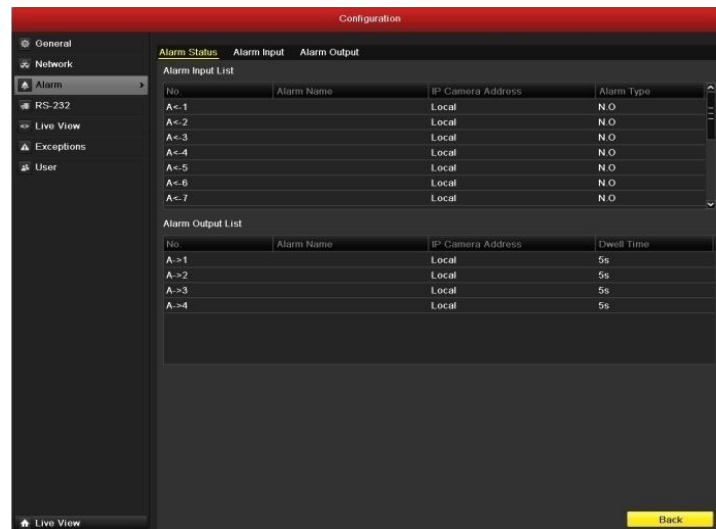 Configuration
General
Network
Alarm
RS-232
Live View
Exceptions
User
Live View
Alarm Status Alarm Input Alarm Output
Alarm Input List
No. Alarm Name IP Camera Address Alarm Type
A<-1 Local N.O
A<-2 Local N.O
A<-3 Local N.O
A<-4 Local N.O
A<-5 Local N.O
A<-6 Local N.O
A<-7 Local N.O
Alarm Output List
No. Alarm Name IP Camera Address Dwell Time
A->1 Local 5s
A->2 Local 5s
A->3 Local 5s
A->4 Local 5s
Back